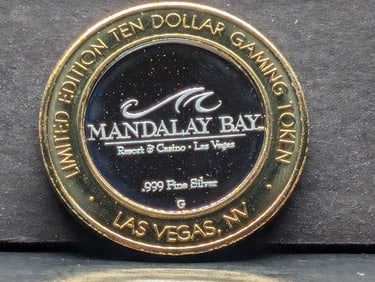 LIMITED EDITION TEN DOLLAR GAMING TOKEN
MANDALAY BAY
Resort & Casino • Las Vegas
.999 Fine Silver
G
• LAS VEGAS, NV •